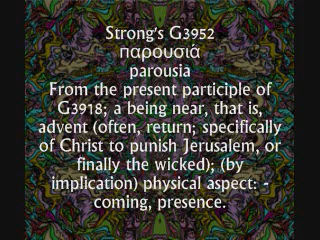 Strong's G3952
παρουσιά
parousia
From the present participle of
G3918; a being near, that is,
advent (often, return; specifically
of Christ to punish Jerusalem, or
finally the wicked); (by
implication) physical aspect: -
coming, presence.